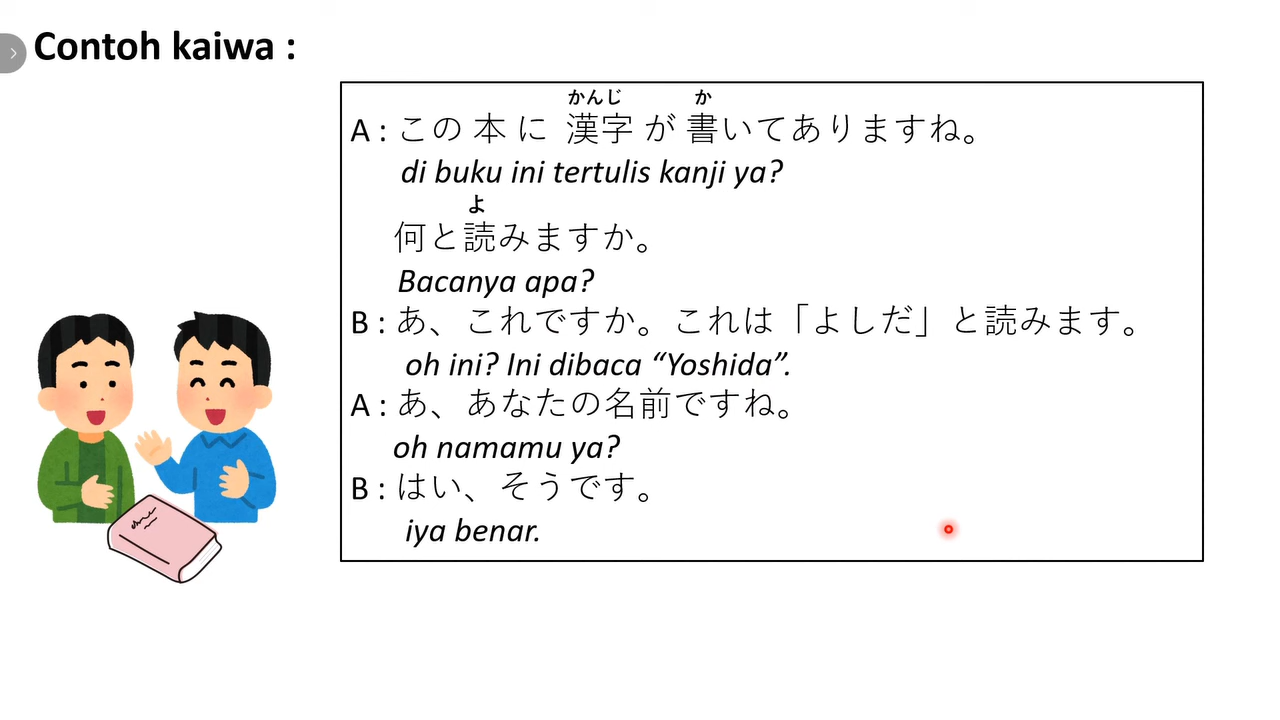 Contoh kaiwa :
かんじ か
A : この 本 に 漢字 が 書いてありますね。
di buku ini tertulis kanji ya?
よ
何と読みますか。
Bacanya apa?
B : あ、これですか。これは「よしだ」と読みます。
oh ini? Ini dibaca “Yoshida”.
A : あ、あなたの名前ですね。
oh namamu ya?
B : はい、そうです。
iya benar.